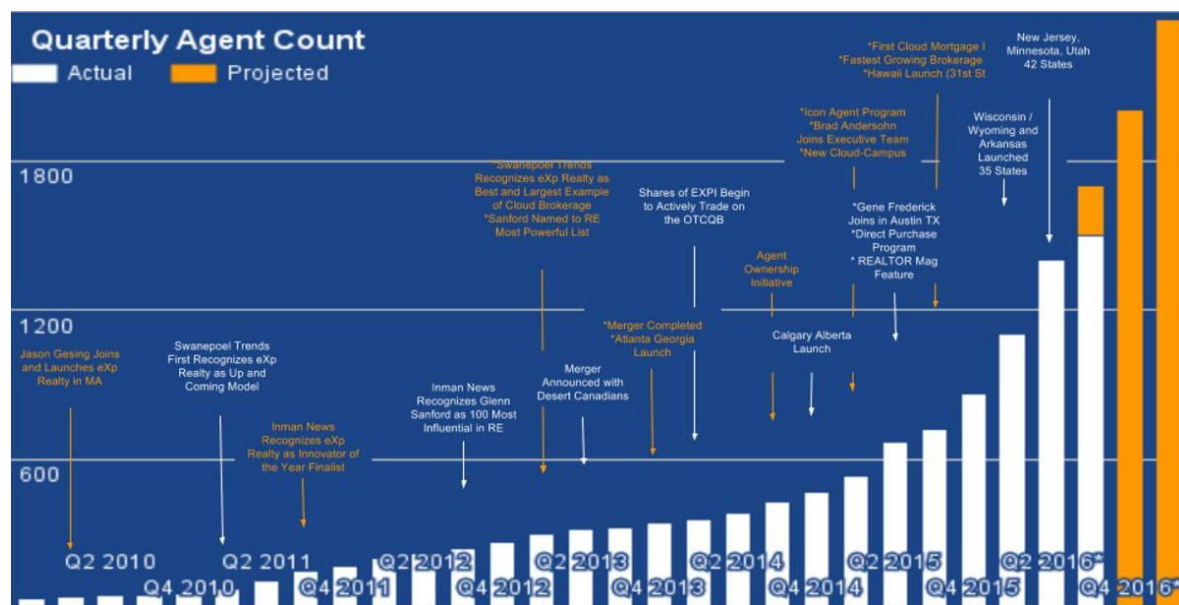 Quarterly Agent Count
Actual
Projected
*First Cloud Mortgage I
*Fastest Growing Brokerage
*Hawaii Launch (31st St
New Jersey,
Minnesota, Utah
42 States
*Icon Agent Program
*Brad Andersohn
Joins Executive Team
*New Cloud-Campus
Wisconsin /
Wyoming and
Arkansas
Launched
35 States
1800
*Swanepoel Trends
Recognizes eXp Realty as
Best and Largest Example
of Cloud Brokerage
*Sanford Named to RE
Most Powerful List
Shares of EXPI Begin
to Actively Trade on
the OTCQB
*Gene Frederick
Joins in Austin TX
*Direct Purchase
Program
* REALTOR Mag
Feature
Agent
Ownership
Initiative
1200
Jason Gesing Joins
and Launches eXp
Realty in MA
Swanepoel Trends
First Recognizes eXp
Realty as Up and
Coming Model
*Merger Completed
*Atlanta Georgia
Launch
Calgary Alberta
Launch
Merger
Announced with
Desert Canadians
Inman News
Recognizes Glenn
Sanford as 100 Most
Influential in RE
Inman News
Recognizes eXp
Realty as Innovator of
the Year Finalist
600
Q2 2010
Q2 2011
Q2 2012
Q2 2013
Q2 2014
Q2 2015
Q2 2016*
Q4 2010
Q4 2011
Q4 2012
Q4 2013
Q4 2014
Q4 2015
Q4 2016*